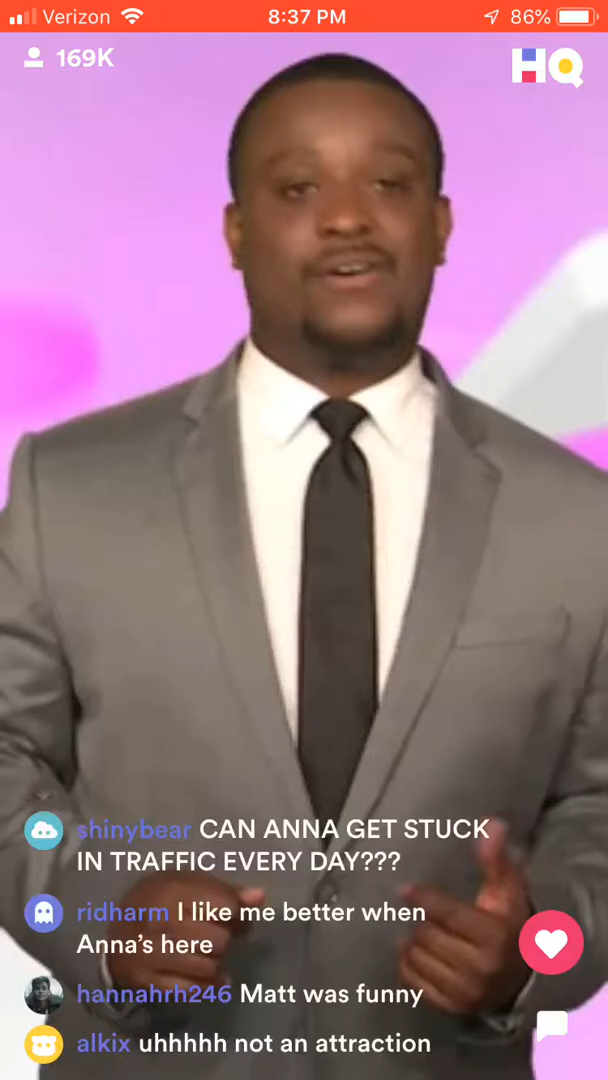 Verizon 8:37 PM 86%
169K
HQ
shinybear CAN ANNA GET STUCK
IN TRAFFIC EVERY DAY???
ridharm I like me better when
Anna's here
hannahrh246 Matt was funny
alkix uhhhhh not an attraction